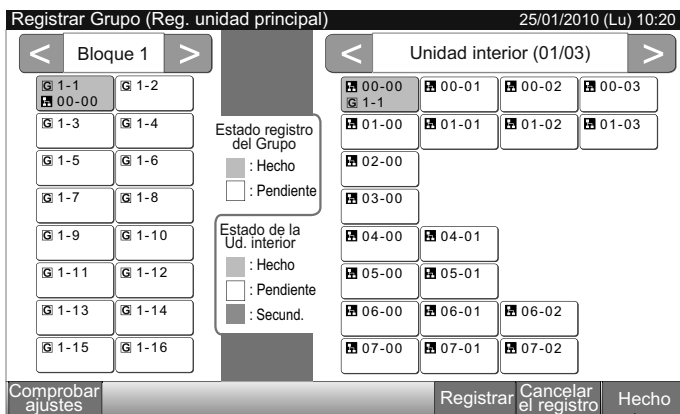 Registrar Grupo (Reg. unidad principal) 25/01/2010 (Lu) 10:20
< Bloque 1 >
< Unidad interior (01/03) >
G 1-1
00-00
G 1-2
G 1-3 G 1-4
G 1-5 G 1-6
G 1-7 G 1-8
G 1-9 G 1-10
G 1-11 G 1-12
G 1-13 G 1-14
G 1-15 G 1-16
Estado registro
del Grupo
: Hecho
: Pendiente
Estado de la
Ud. interior
: Hecho
: Pendiente
: Secund.
00-00
G 1-1
00-01 00-02 00-03
01-00 01-01 01-02 01-03
02-00
03-00
04-00 04-01
05-00 05-01
06-00 06-01 06-02
07-00 07-01 07-02
Comprobar
ajustes
Registrar
Cancelar
el registro
Hecho